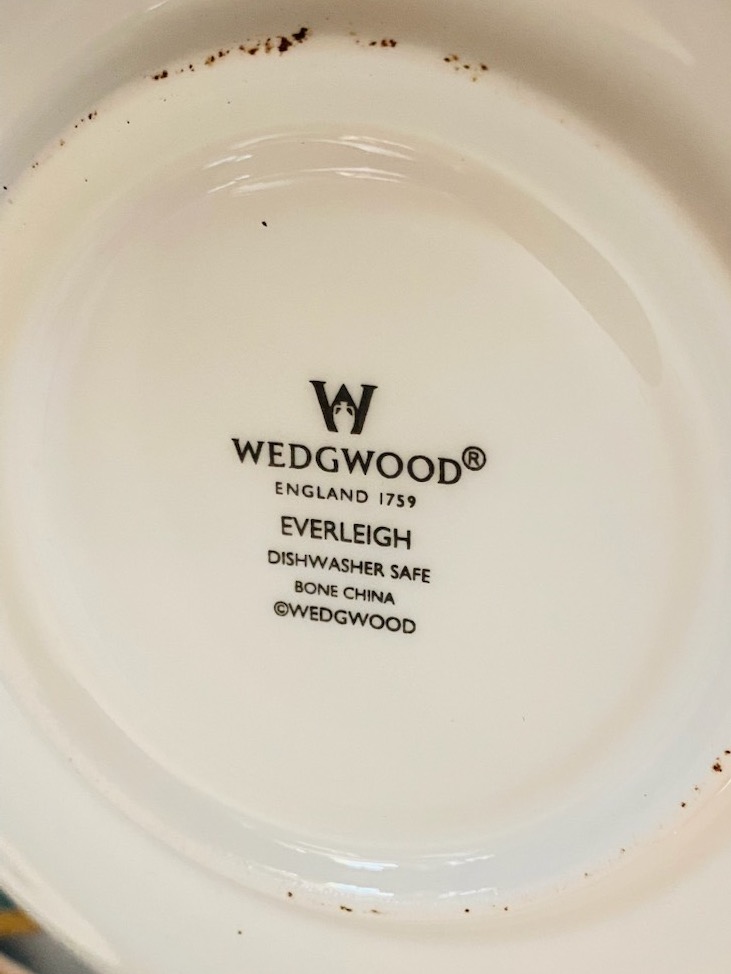 W
WEDGWOOD®
ENGLAND 1759
EVERLEIGH
DISHWASHER SAFE
BONE CHINA
©WEDGWOOD